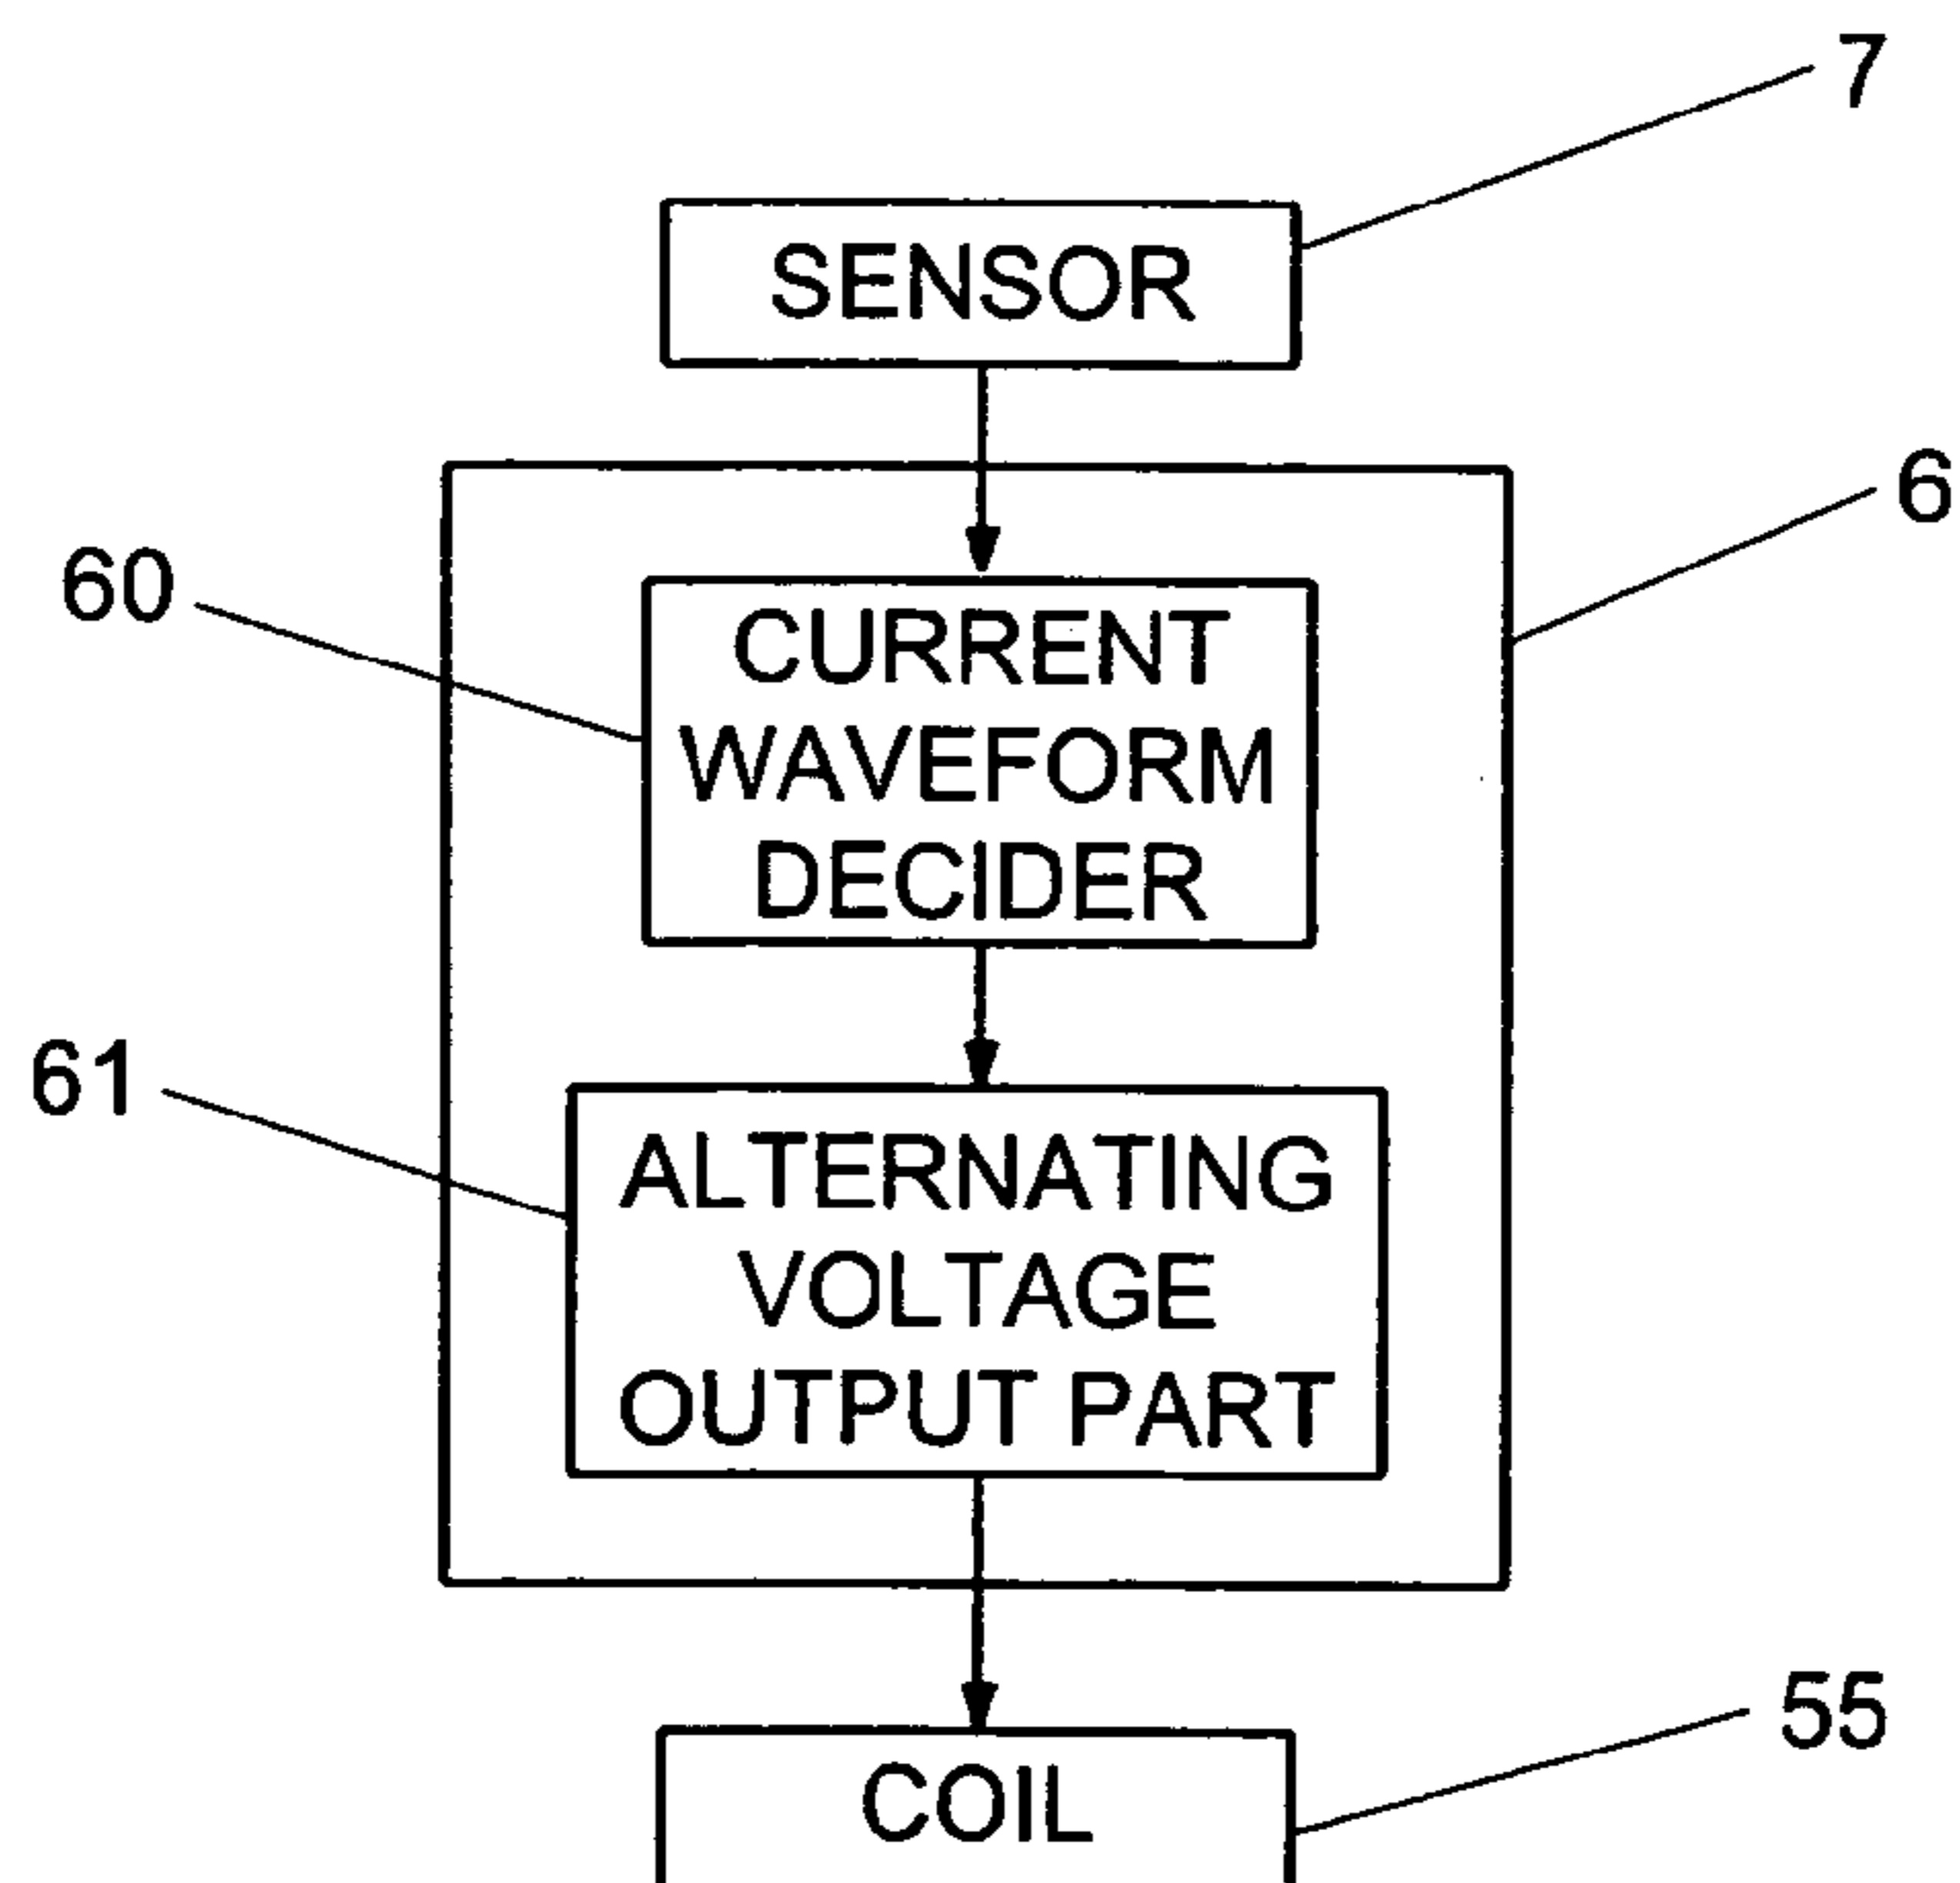 7
SENSOR
6
60
CURRENT
WAVEFORM
DECIDER
61
ALTERNATING
VOLTAGE
OUTPUT PART
55
COIL